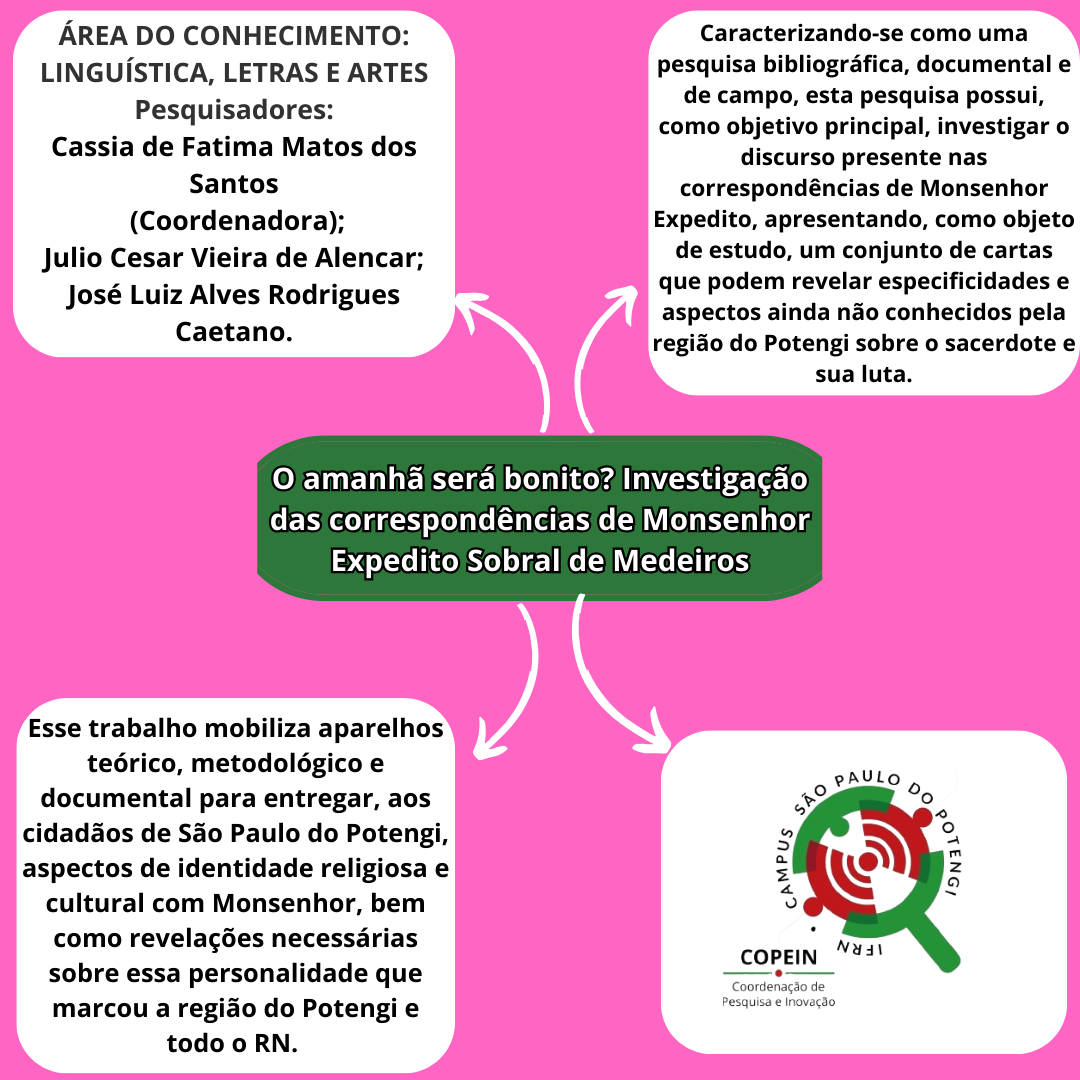 ÁREA DO CONHECIMENTO:
LINGUÍSTICA, LETRAS E ARTES
Pesquisadores:
Cassia de Fatima Matos dos
Santos
(Coordenadora);
Julio Cesar Vieira de Alencar;
José Luiz Alves Rodrigues
Caetano.
Caracterizando-se como uma
pesquisa bibliográfica, documental e
de campo, esta pesquisa possui,
como objetivo principal, investigar o
discurso presente nas
correspondências de Monsenhor
Expedito, apresentando, como objeto
de estudo, um conjunto de cartas
que podem revelar especificidades e
aspectos ainda não conhecidos pela
região do Potengi sobre o sacerdote e
sua luta.
O amanhã será bonito? Investigação
das correspondências de Monsenhor
Expedito Sobral de Medeiros
Esse trabalho mobiliza aparelhos
teórico, metodológico e
documental para entregar, aos
cidadãos de São Paulo do Potengi,
aspectos de identidade religiosa e
cultural com Monsenhor, bem
como revelações necessárias
sobre essa personalidade que
marcou a região do Potengi e
todo o RN.
CAMPUS SÃO PAULO DO POTENGI
IFRN •
COPEIN
Coordenação de
Pesquisa e Inovação